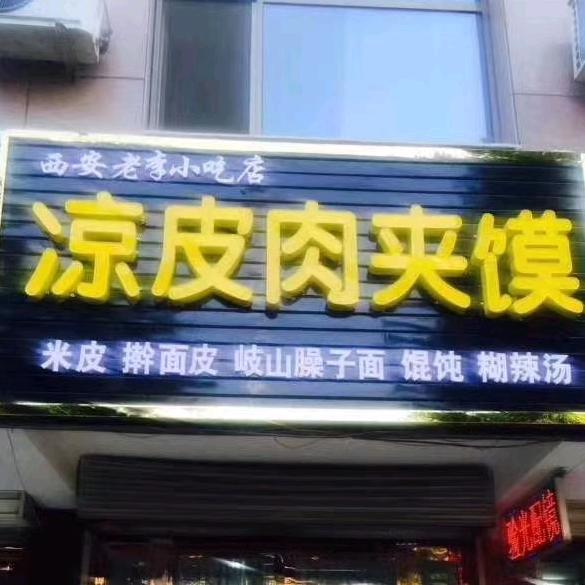 西安老李小吃店
凉皮肉夹馍
米皮 擀面皮 岐山臊子面 馄饨 糊辣汤